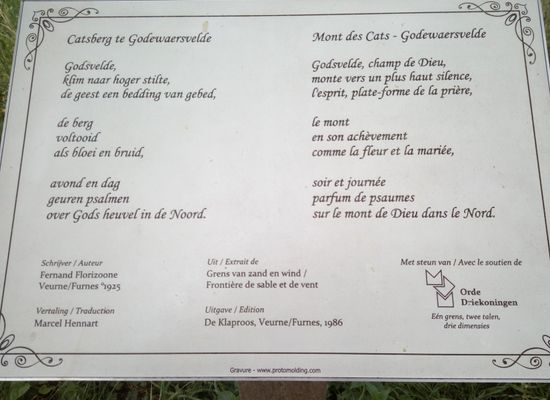 Catsberg te Godewaersvelde
Godsvelde,
klim naar hoger stilte,
de geest een bedding van gebed,
de berg
voltooid
als bloei en bruid,
avond en dag
geuren psalmen
over Gods heuvel in de Noord.
Mont des Cats - Godewaersvelde
Godsvelde, champ de Dieu,
monte vers un plus haut silence,
l'esprit, plate-forme de la prière,
le mont
en son achèvement
comme la fleur et la mariée,
soir et journée
parfum de psaumes
sur le mont de Dieu dans le Nord.
Schrijver / Auteur
Fernand Florizoone
Veurne/Furnes °1925
Vertaling / Traduction
Marcel Hennart
Uit / Extrait de
Grens van zand en wind /
Frontière de sable et de vent
Uitgave / Edition
De Klaproos, Veurne/Furnes, 1986
Met steun van / Avec le soutien de
Orde
Driekoningen
Eén grens, twee talen,
drie dimensies
Gravure - www.protomolding.com